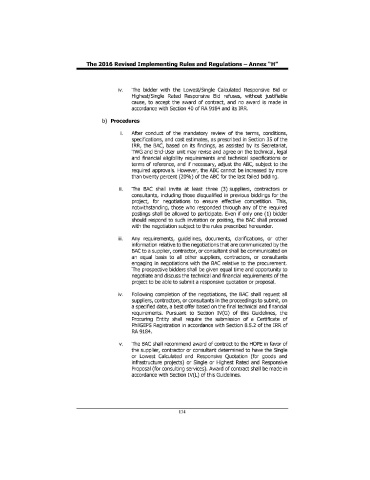 The 2016 Revised Implementing Rules and Regulations – Annex "H"
iv. The bidder with the Lowest/Single Calculated Responsive Bid or
Highest/Single Rated Responsive Bid refuses, without justifiable
cause, to accept the award of contract, and no award is made in
accordance with Section 40 of RA 9184 and its IRR.
b) Procedures
i. After conduct of the mandatory review of the terms, conditions,
specifications, and cost estimates, as prescribed in Section 35 of the
IRR, the BAC, based on its findings, as assisted by its Secretariat,
TWG and End-User unit may revise and agree on the technical, legal
and financial eligibility requirements and technical specifications or
terms of reference, and if necessary, adjust the ABC, subject to the
required approvals. However, the ABC cannot be increased by more
than twenty percent (20%) of the ABC for the last failed bidding.
ii. The BAC shall invite at least three (3) suppliers, contractors or
consultants, including those disqualified in previous biddings for the
project, for negotiations to ensure effective competition. This,
notwithstanding, those who responded through any of the required
postings shall be allowed to participate. Even if only one (1) bidder
should respond to such invitation or posting, the BAC shall proceed
with the negotiation subject to the rules prescribed hereunder.
iii. Any requirements, guidelines, documents, clarifications, or other
information relative to the negotiations that are communicated by the
BAC to a supplier, contractor, or consultant shall be communicated on
an equal basis to all other suppliers, contractors, or consultants
engaging in negotiations with the BAC relative to the procurement.
The prospective bidders shall be given equal time and opportunity to
negotiate and discuss the technical and financial requirements of the
project to be able to submit a responsive quotation or proposal.
iv. Following completion of the negotiations, the BAC shall request all
suppliers, contractors, or consultants in the proceedings to submit, on
a specified date, a best offer based on the final technical and financial
requirements. Pursuant to Section IV(G) of this Guidelines, the
Procuring Entity shall require the submission of a Certificate of
PhilGEPS Registration in accordance with Section 8.5.2 of the IRR of
RA 9184.
v. The BAC shall recommend award of contract to the HOPE in favor of
the supplier, contractor or consultant determined to have the Single
or Lowest Calculated and Responsive Quotation (for goods and
infrastructure projects) or Single or Highest Rated and Responsive
Proposal (for consulting services). Award of contract shall be made in
accordance with Section IV(L) of this Guidelines.